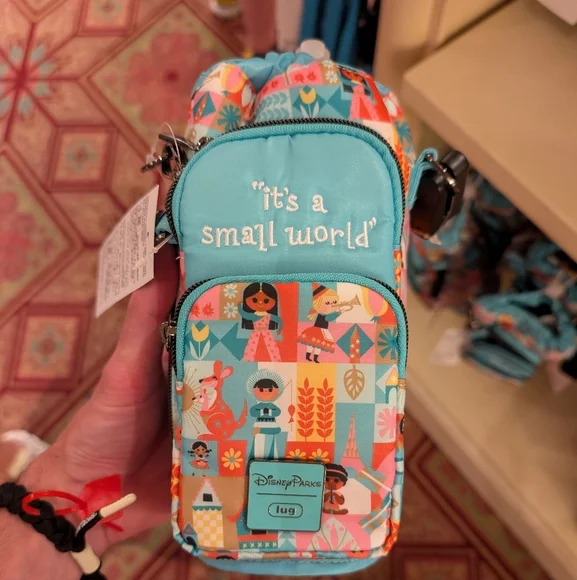 "it's a
small world"
Disney Parks
lug